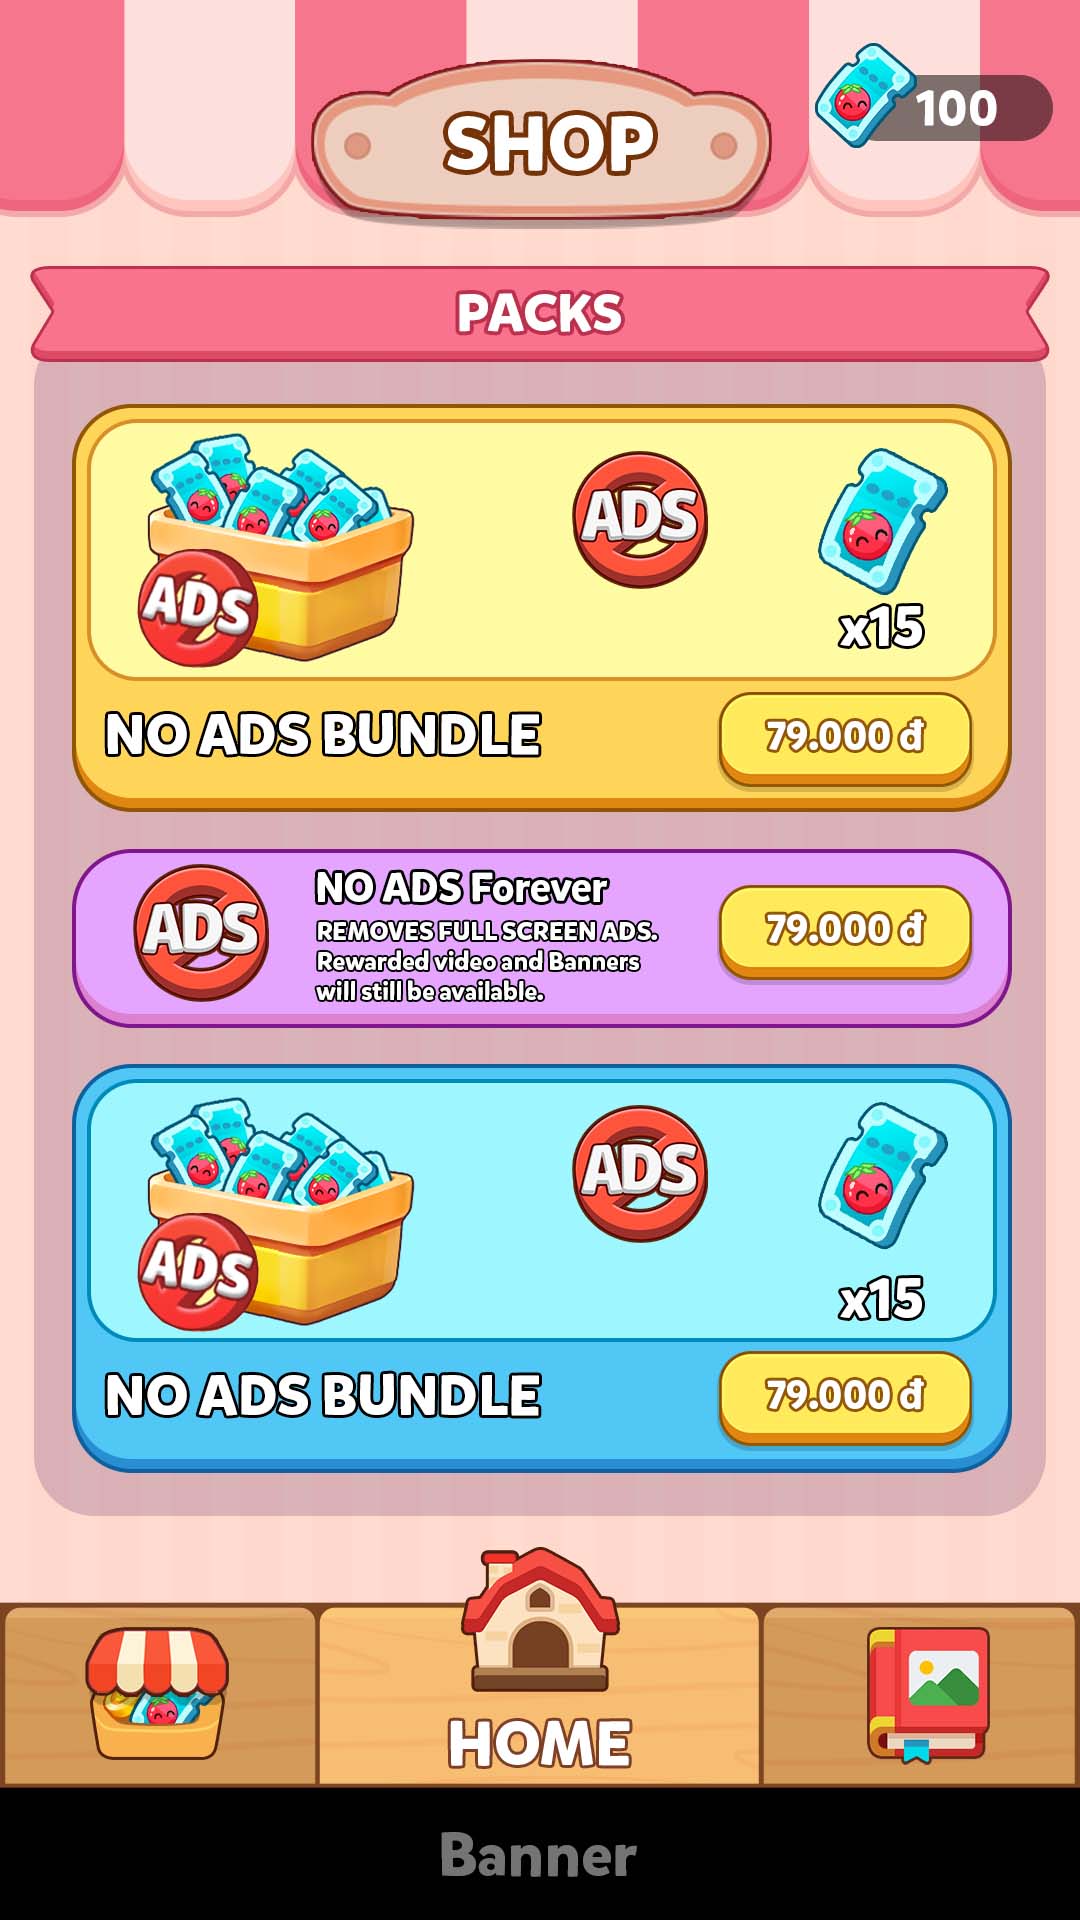 SHOP
100
PACKS
ADS
ADS
x15
NO ADS BUNDLE
79.000 đ
ADS
NO ADS Forever
REMOVES FULL SCREEN ADS.
Rewarded video and Banners
will still be available.
79.000 đ
ADS
ADS
x15
NO ADS BUNDLE
79.000 đ
HOME
Banner